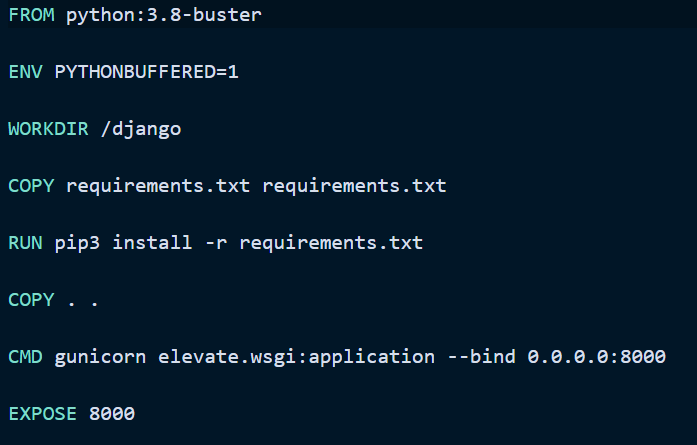 FROM python:3.8-buster
ENV PYTHONBUFFERED=1
WORKDIR /django
COPY requirements.txt requirements.txt
RUN pip3 install -r requirements.txt
COPY . .
CMD gunicorn elevate.wsgi:application --bind 0.0.0.0:8000
EXPOSE 8000